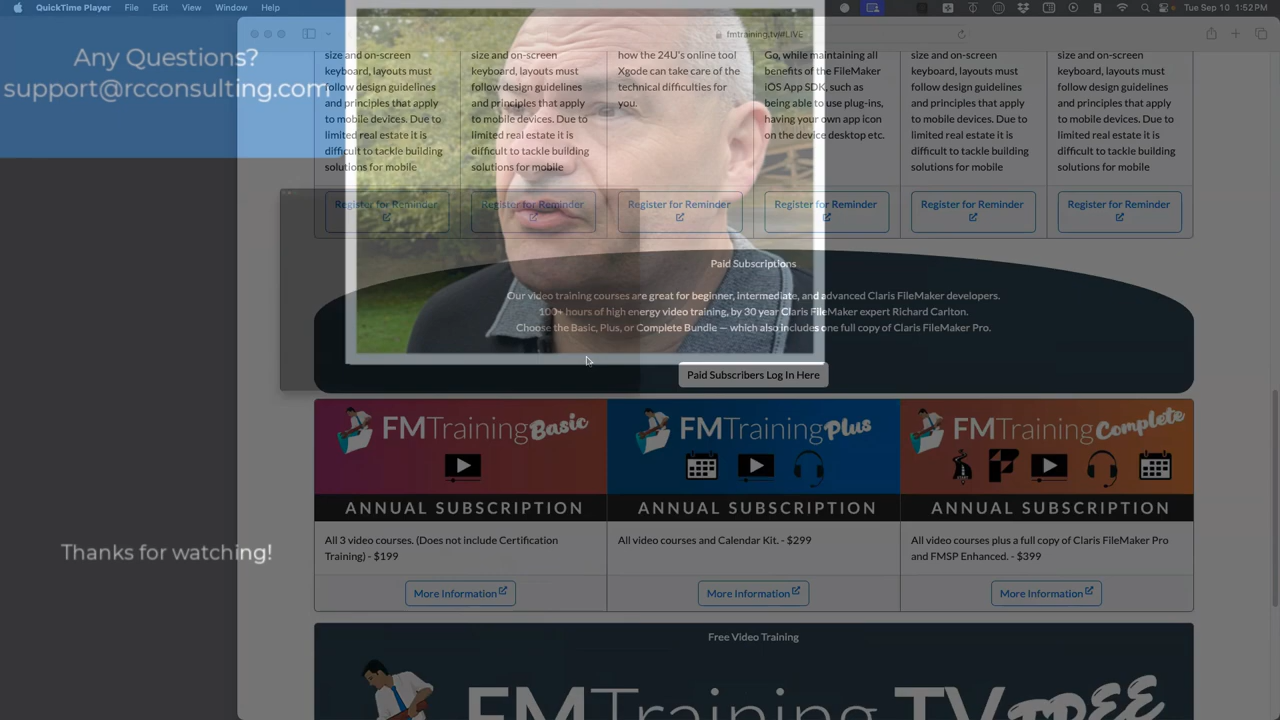 QuickTime Player File Edit View Window Help
Tue Sep 10 1:52 PM
Any Questions?
support@rcconsulting.com
fmtraining.tv/#LIVE
size and on-screen
keyboard, layouts must
follow design guidelines
and principles that apply
to mobile devices. Due to
limited real estate it is
difficult to tackle building
solutions for mobile
size and on-screen
keyboard, layouts must
follow design guidelines
and principles that apply
to mobile devices. Due to
limited real estate it is
difficult to tackle building
solutions for mobile
how the 24U's online tool
Xgode can take care of the
technical difficulties for
you.
Go, while maintaining all
benefits of the FileMaker
iOS App SDK, such as
being able to use plug-ins,
having your own app icon
on the device desktop etc.
size and on-screen
keyboard, layouts must
follow design guidelines
and principles that apply
to mobile devices. Due to
limited real estate it is
difficult to tackle building
solutions for mobile
size and on-screen
keyboard, layouts must
follow design guidelines
and principles that apply
to mobile devices. Due to
limited real estate it is
difficult to tackle building
solutions for mobile
Register for Reminder
Register for Reminder
Register for Reminder
Register for Reminder
Register for Reminder
Register for Reminder
Paid Subscriptions
Our video training courses are great for beginner, intermediate, and advanced Claris FileMaker developers.
100+ hours of high energy video training, by 30 year Claris FileMaker expert Richard Carlton.
Choose the Basic, Plus, or Complete Bundle — which also includes one full copy of Claris FileMaker Pro.
Paid Subscribers Log In Here
FMTraining Basic
ANNUAL SUBSCRIPTION
All 3 video courses. (Does not include Certification
Training) - $199
More Information
FMTraining Plus
ANNUAL SUBSCRIPTION
All video courses and Calendar Kit. - $299
More Information
FMTraining Complete
ANNUAL SUBSCRIPTION
All video courses plus a full copy of Claris FileMaker Pro
and FMSP Enhanced. - $399
More Information
Thanks for watching!
Free Video Training
FMTraining.TV FREE